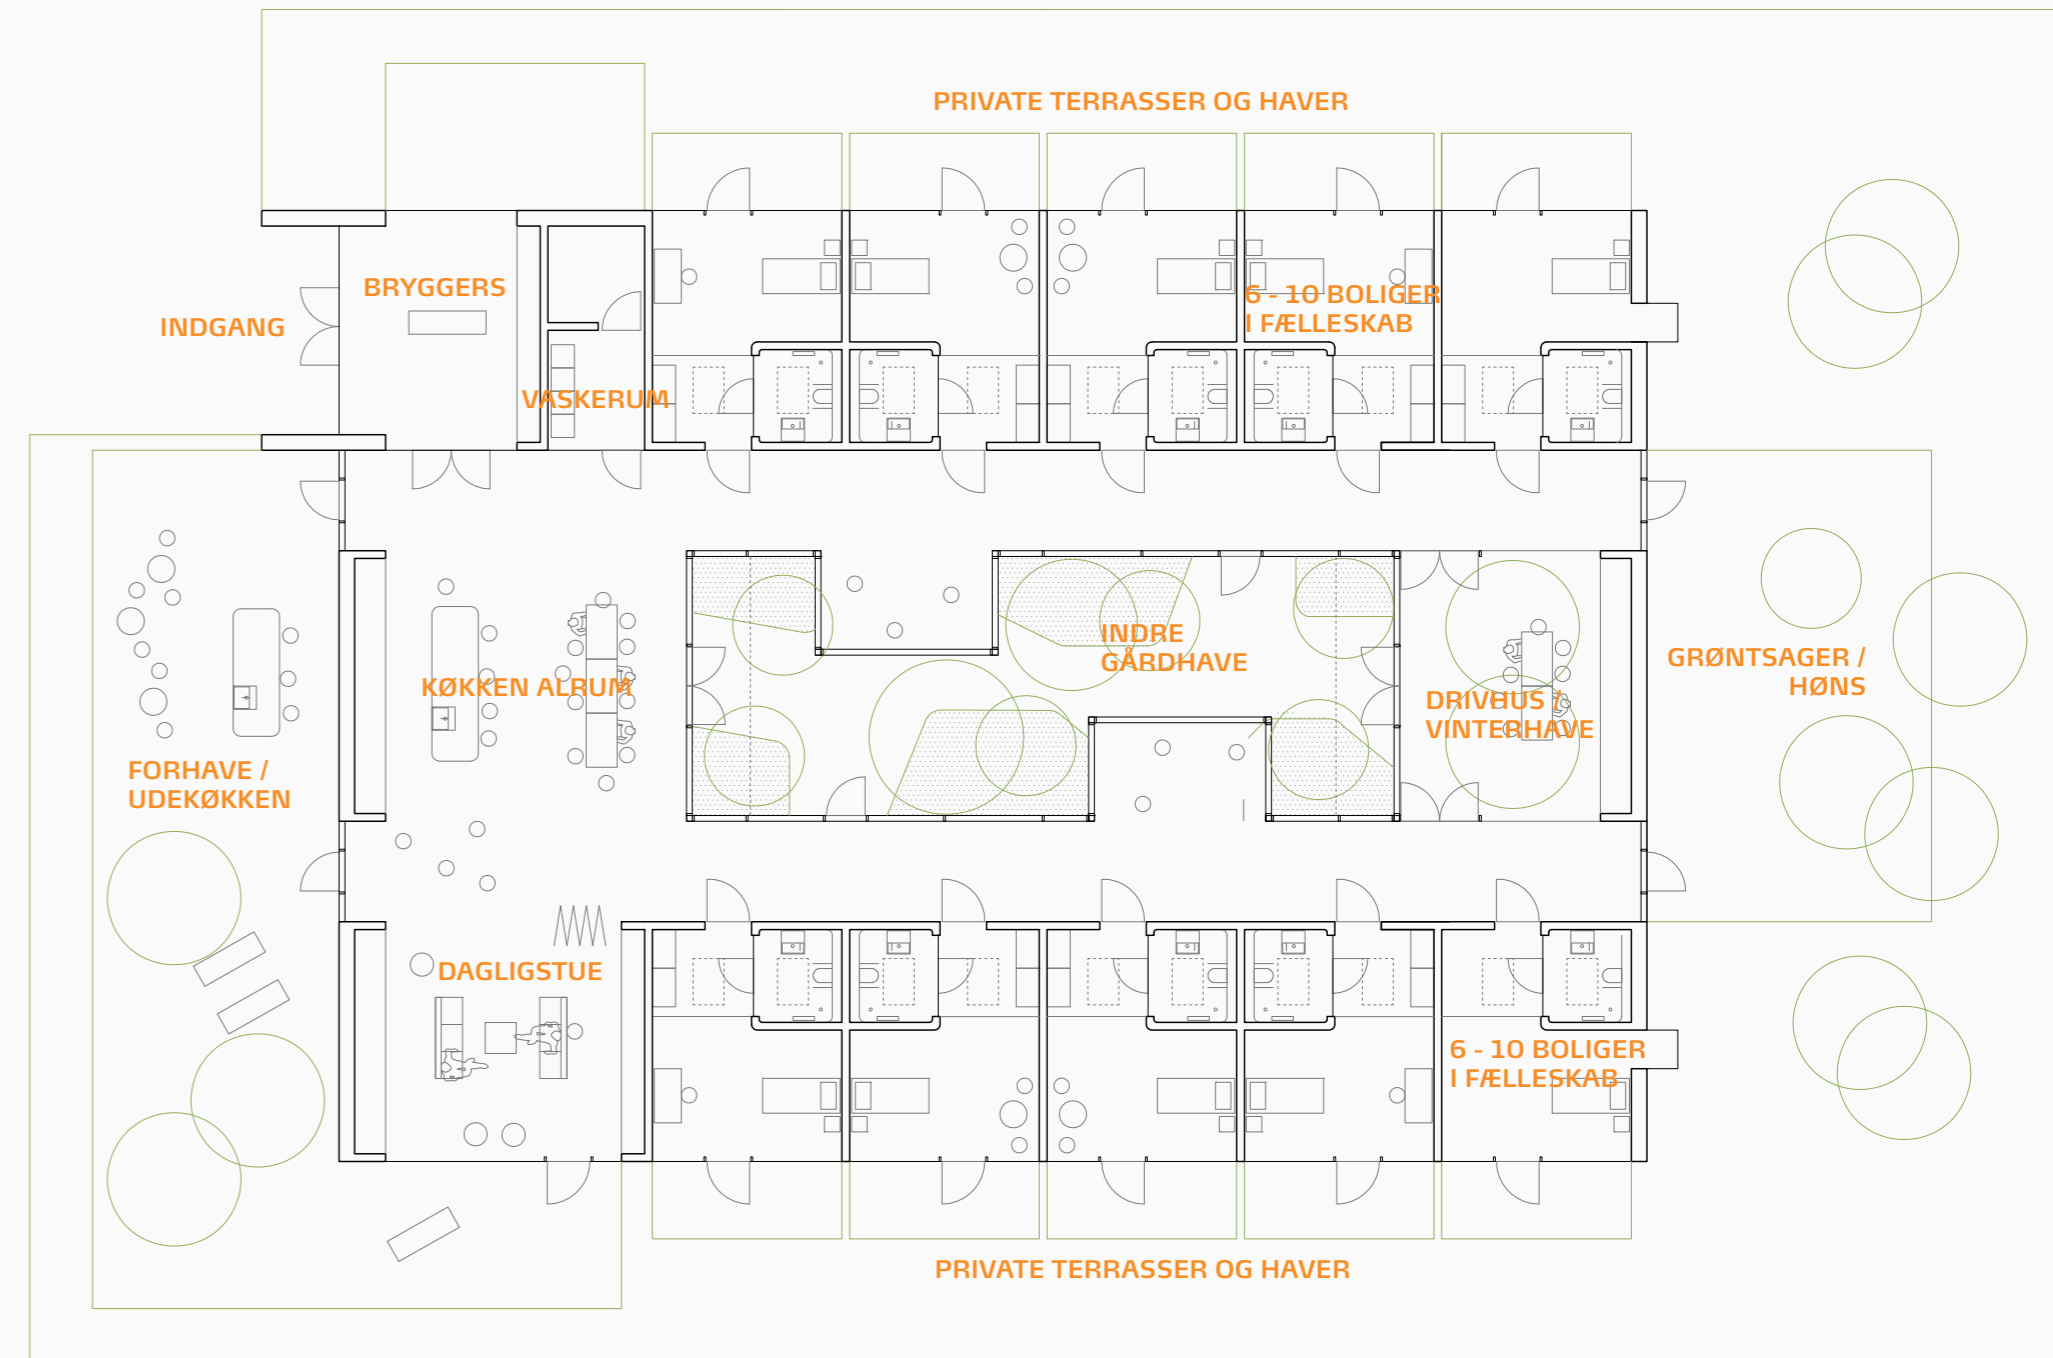 PRIVATE TERRASSER OG HAVER
BRYGGERS
6 - 10 BOLIGER
I FÆLLESKAB
INDGANG
VASKERUM
INDRE
GÅRDHAVE
GRØNTSAGER /
HØNS
KØKKEN ALRUM
DRIVHUS /
VINTERHAVE
FORHAVE /
UDEKØKKEN
DAGLIGSTUE
6 - 10 BOLIGER
I FÆLLESKAB
PRIVATE TERRASSER OG HAVER